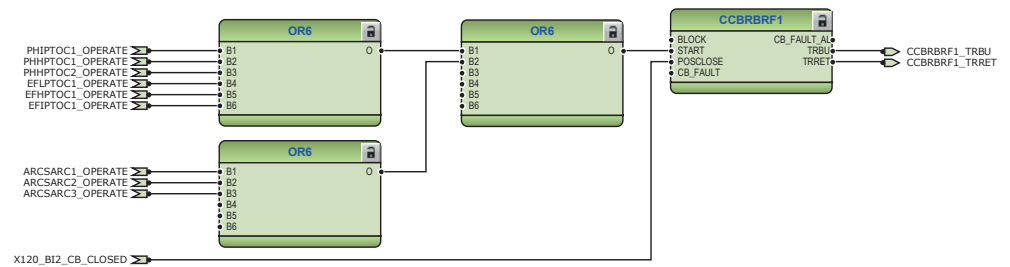 OR6
PHIPTOC1_OPERATE
PHHPTOC1_OPERATE
PHHPTOC2_OPERATE
EFLPTOC1_OPERATE
EFHPTOC1_OPERATE
EFIPTOC1_OPERATE
B1
B2
B3
B4
B5
B6
O
OR6
B1
B2
B3
B4
B5
B6
O
CCBRBRF1
BLOCK
START
POSCLOSE
CB_FAULT
CB_FAULT_AL
TRBU
TRRET
CCBRBRF1_TRBU
CCBRBRF1_TRRET
OR6
ARCSARC1_OPERATE
ARCSARC2_OPERATE
ARCSARC3_OPERATE
B1
B2
B3
B4
B5
B6
O
X120_BI2_CB_CLOSED